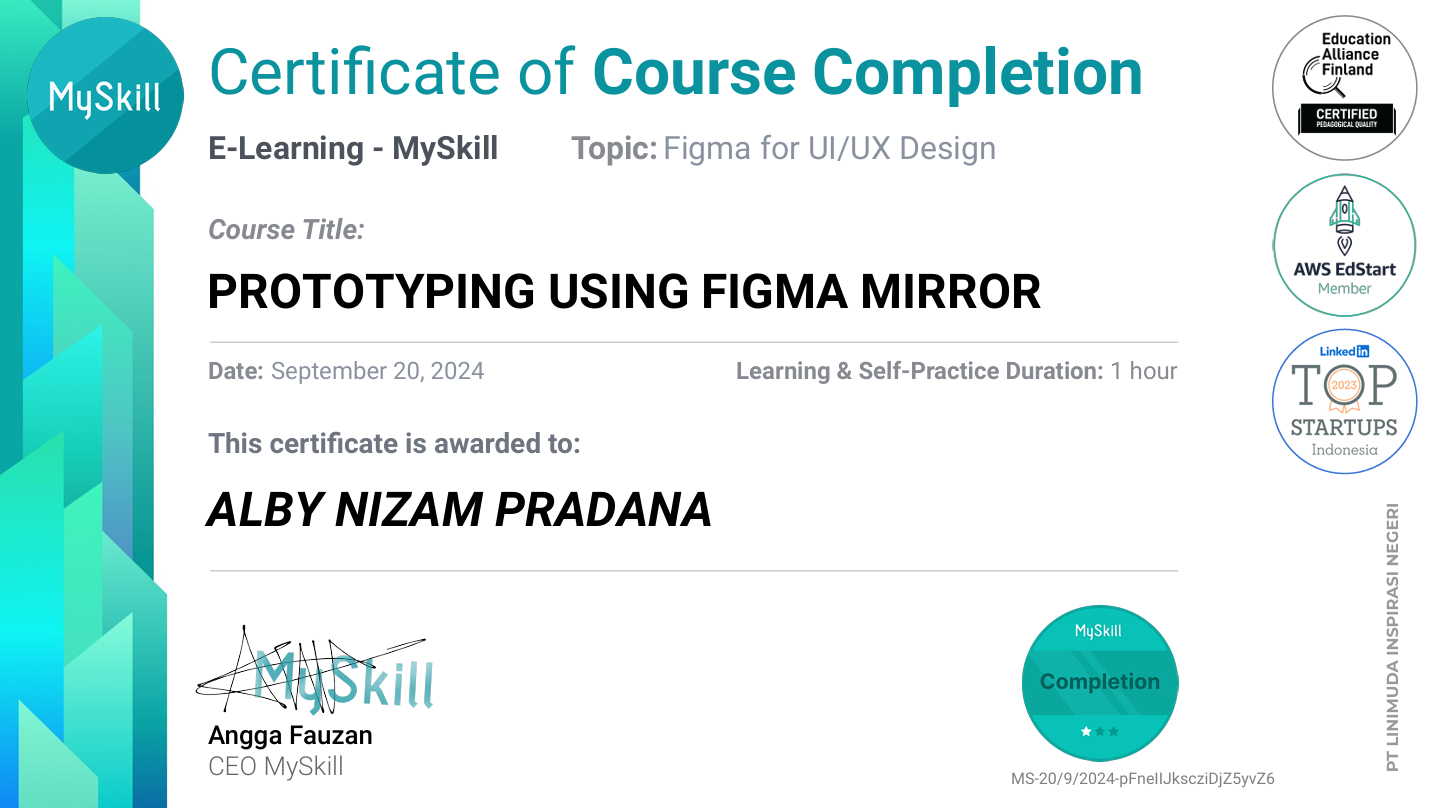 MySkill
Certificate of Course Completion
E-Learning - MySkill
Topic: Figma for UI/UX Design
Course Title:
PROTOTYPING USING FIGMA MIRROR
Date: September 20, 2024
Learning & Self-Practice Duration: 1 hour
This certificate is awarded to:
ALBY NIZAM PRADANA
MySkill
Angga Fauzan
CEO MySkill
MySkill
Completion
MS-20/9/2024-pFneIIJkscziDjZ5yvZ6
Education
Alliance
Finland
CERTIFIED
PEDAGOGICAL QUALITY
AWS EdStart
Member
Linked in
TOP
2023
STARTUPS
Indonesia
PT LINIMUDA INSPIRASI NEGERI